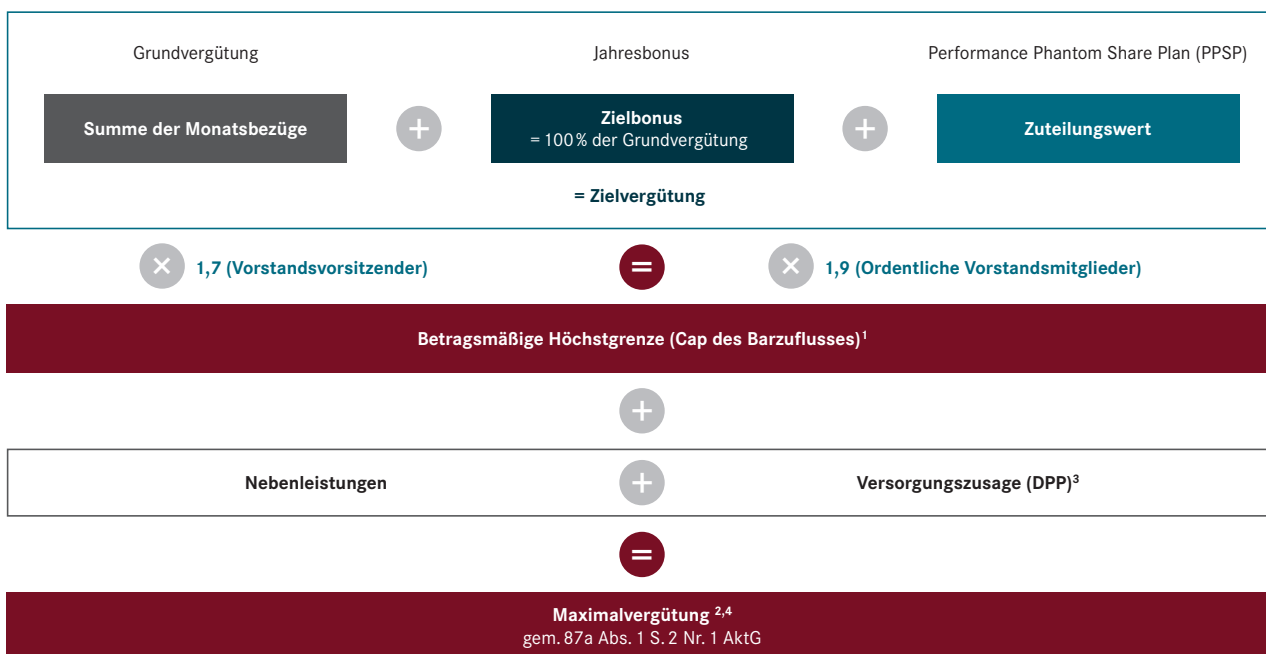 Grundvergütung
Jahresbonus
Performance Phantom Share Plan (PPSP)
Summe der Monatsbezüge
+
Zielbonus
= 100 % der Grundvergütung
+
Zuteilungswert
= Zielvergütung
× 1,7 (Vorstandsvorsitzender)
=
× 1,9 (Ordentliche Vorstandsmitglieder)
Betragsmäßige Höchstgrenze (Cap des Barzuflusses)¹
+
Nebenleistungen
+
Versorgungszusage (DPP)³
=
Maximalvergütung ²,⁴
gem. 87a Abs. 1 S. 2 Nr. 1 AktG